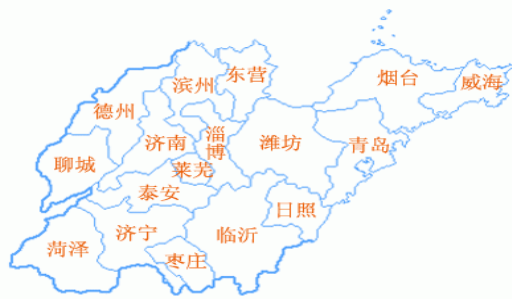 东营
滨州
烟台
威海
德州
济南
淄博
潍坊
青岛
聊城
莱芜
泰安
日照
菏泽
济宁
临沂
枣庄